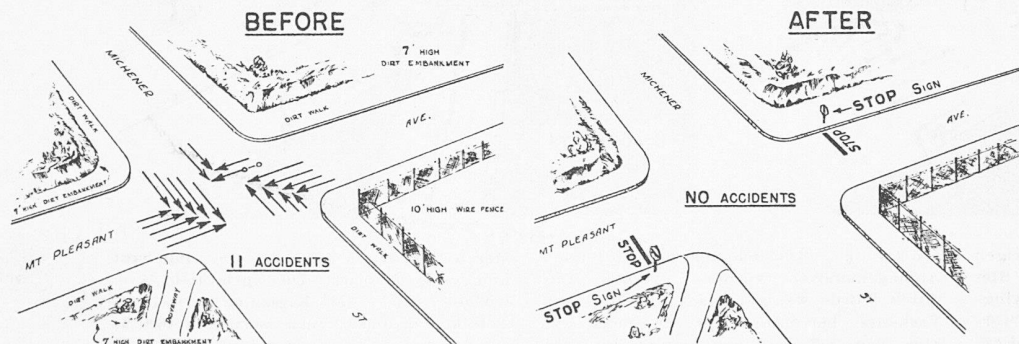 BEFORE
MICHENER
7' HIGH
DIRT EMBANKMENT
DIRT WALK
DIRT WALK
AVE.
7' HIGH DIRT EMBANKMENT
10' HIGH WIRE FENCE
MT PLEASANT
DIRT WALK
11 ACCIDENTS
DIRT WALK
DRIVEWAY
ST
7' HIGH DIRT EMBANKMENT
AFTER
MICHENER
STOP SIGN
AVE.
STOP
NO ACCIDENTS
MT PLEASANT
STOP
STOP SIGN
ST